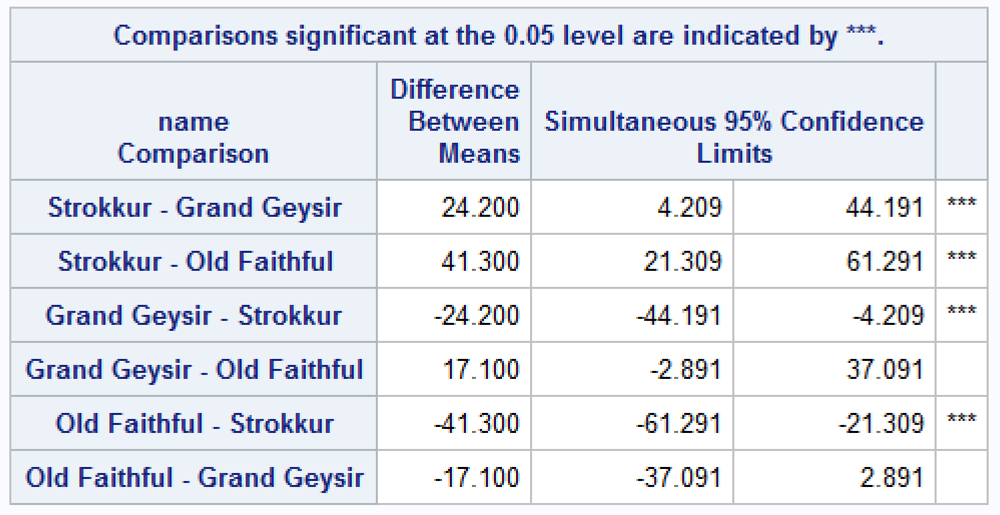 Comparisons significant at the 0.05 level are indicated by ***.
name
Comparison
Difference
Between
Means
Simultaneous 95% Confidence
Limits
Strokkur - Grand Geysir 24.200 4.209 44.191 ***
Strokkur - Old Faithful 41.300 21.309 61.291 ***
Grand Geysir - Strokkur -24.200 -44.191 -4.209 ***
Grand Geysir - Old Faithful 17.100 -2.891 37.091
Old Faithful - Strokkur -41.300 -61.291 -21.309 ***
Old Faithful - Grand Geysir -17.100 -37.091 2.891